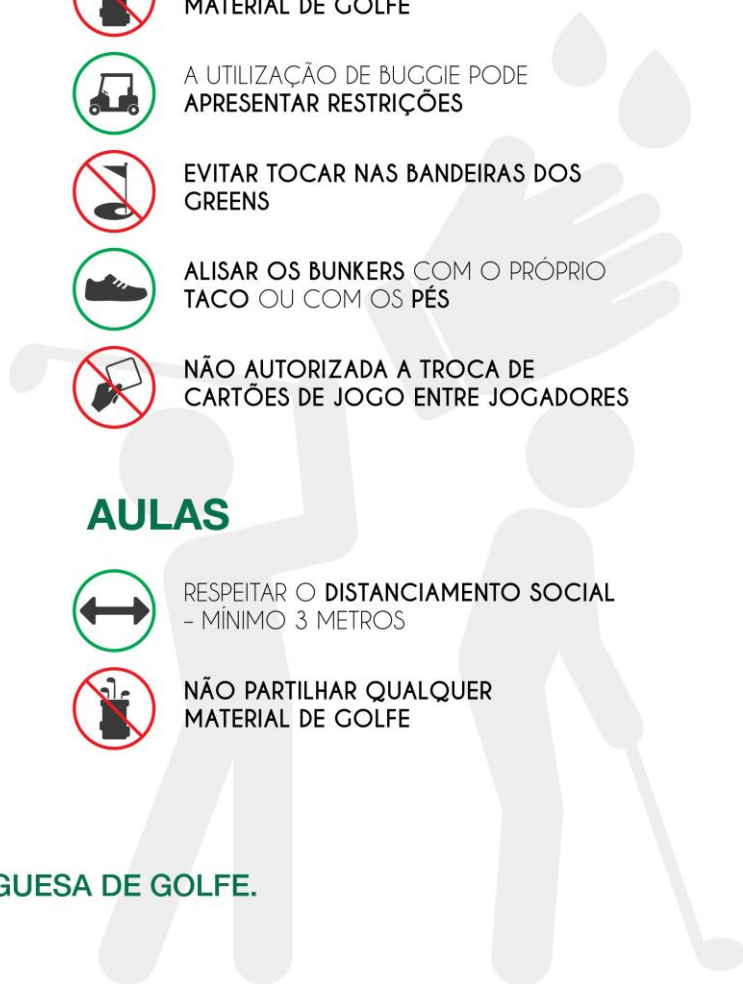 MATERIAL DE GOLFE
A UTILIZAÇÃO DE BUGGIE PODE
APRESENTAR RESTRIÇÕES
EVITAR TOCAR NAS BANDEIRAS DOS
GREENS
ALISAR OS BUNKERS COM O PRÓPRIO
TACO OU COM OS PÉS
NÃO AUTORIZADA A TROCA DE
CARTÕES DE JOGO ENTRE JOGADORES
AULAS
RESPEITAR O DISTANCIAMENTO SOCIAL
– MÍNIMO 3 METROS
NÃO PARTILHAR QUALQUER
MATERIAL DE GOLFE
GUESA DE GOLFE.